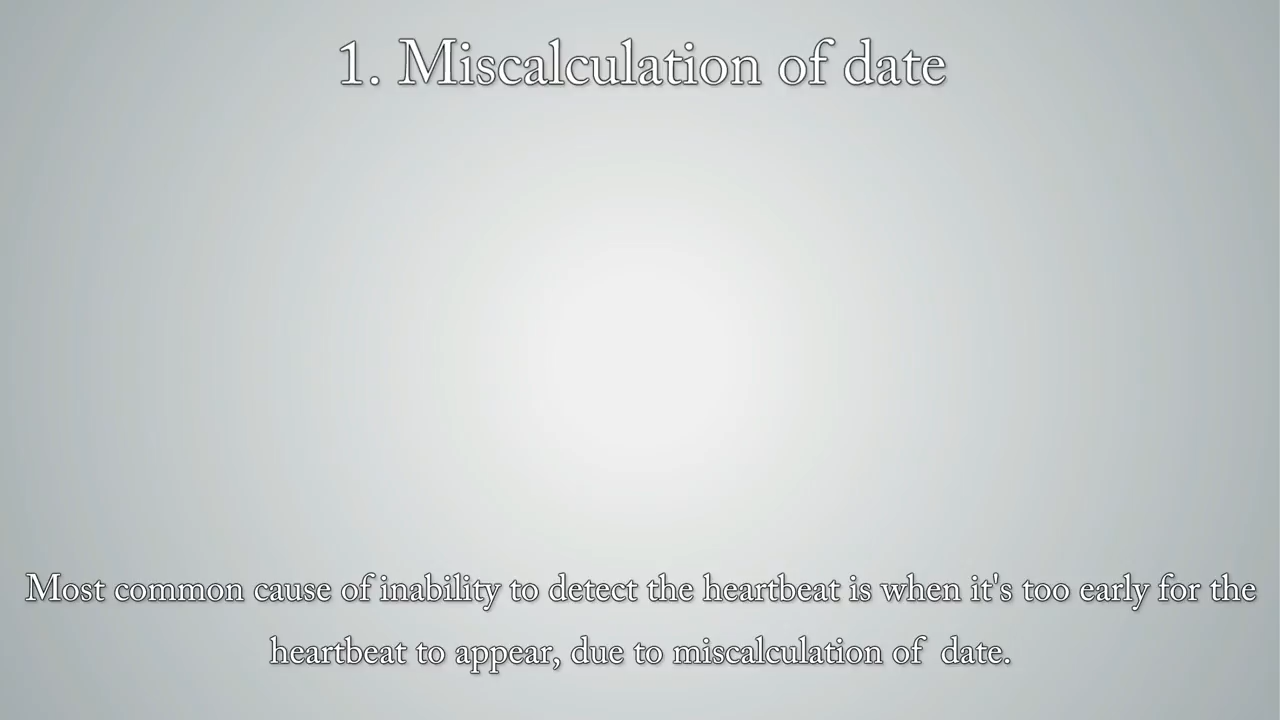 1. Miscalculation of date
Most common cause of inability to detect the heartbeat is when it's too early for the
heartbeat to appear, due to miscalculation of  date.